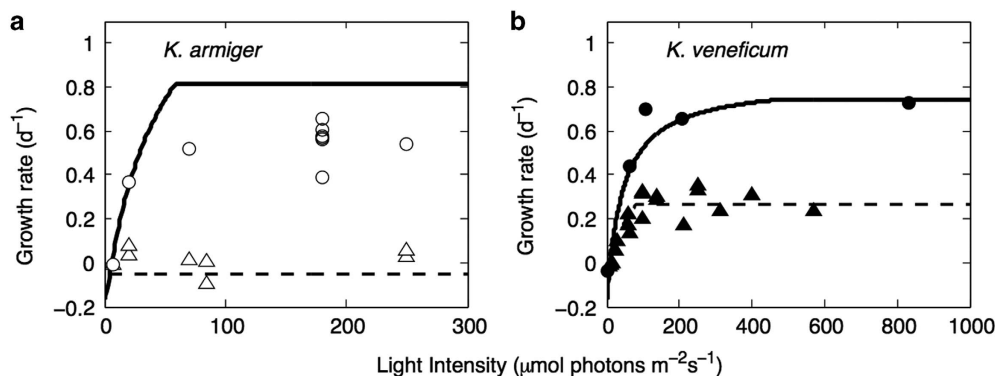 a
K. armiger
1
0.8
0.6
0.4
0.2
0
−0.2
Growth rate (d⁻¹)
0 100 200 300
b
K. veneficum
1
0.8
0.6
0.4
0.2
0
−0.2
Growth rate (d⁻¹)
0 200 400 600 800 1000
Light Intensity (μmol photons m⁻²s⁻¹)